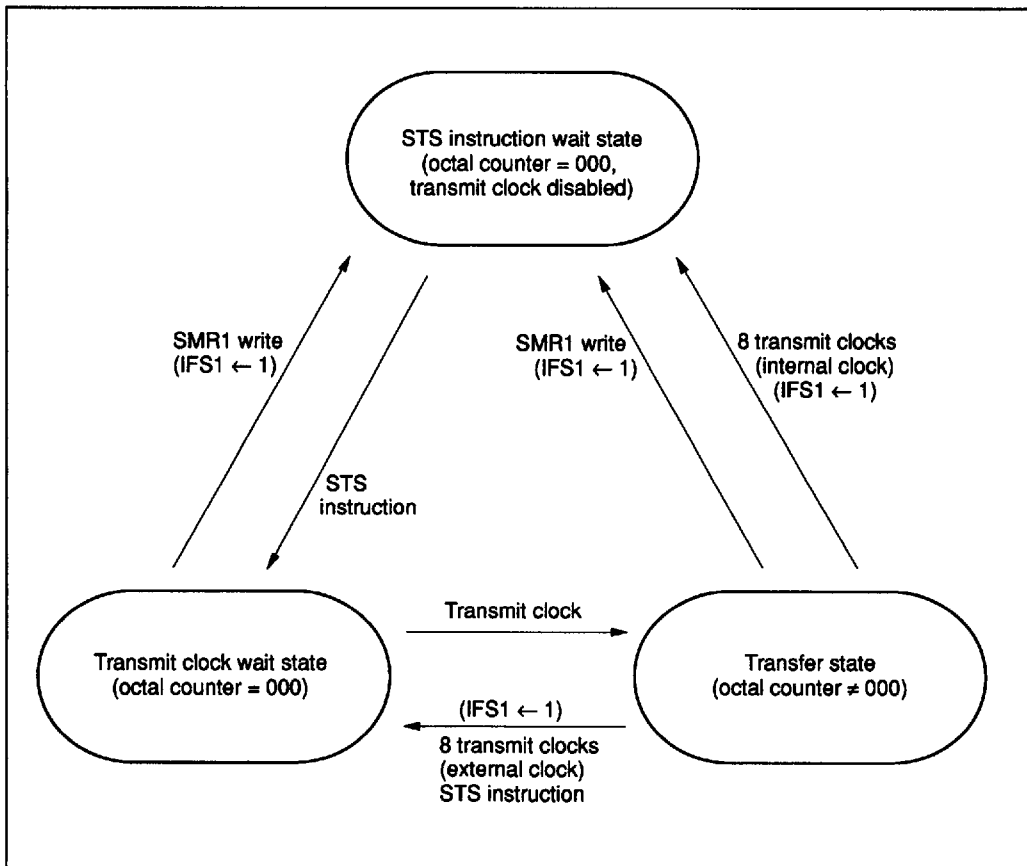 STS instruction wait state
(octal counter = 000,
transmit clock disabled)
SMR1 write
(IFS1 ← 1)
SMR1 write
(IFS1 ← 1)
8 transmit clocks
(internal clock)
(IFS1 ← 1)
STS
instruction
Transmit clock
Transmit clock wait state
(octal counter = 000)
Transfer state
(octal counter ≠ 000)
(IFS1 ← 1)
8 transmit clocks
(external clock)
STS instruction